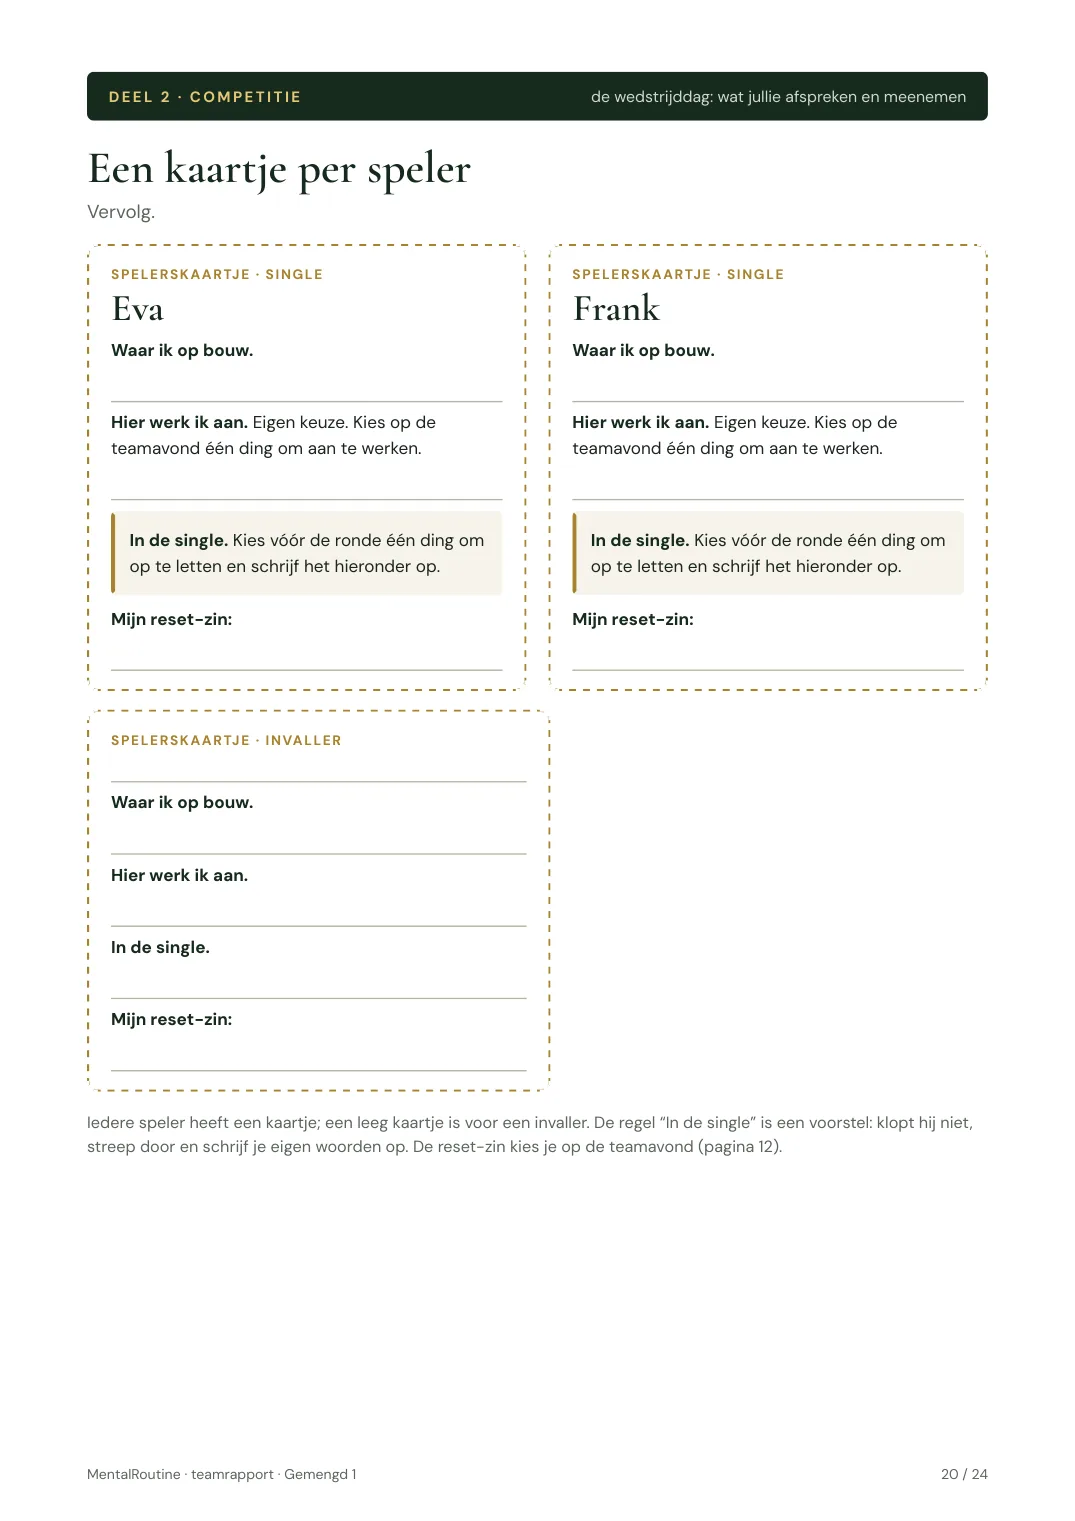 DEEL 2 · COMPETITIE
de wedstrijddag: wat jullie afspreken en meenemen
Een kaartje per speler
Vervolg.
SPELERSKAARTJE · SINGLE
Eva
Waar ik op bouw.
Hier werk ik aan. Eigen keuze. Kies op de
teamavond één ding om aan te werken.
In de single. Kies vóór de ronde één ding om
op te letten en schrijf het hieronder op.
Mijn reset-zin:
SPELERSKAARTJE · SINGLE
Frank
Waar ik op bouw.
Hier werk ik aan. Eigen keuze. Kies op de
teamavond één ding om aan te werken.
In de single. Kies vóór de ronde één ding om
op te letten en schrijf het hieronder op.
Mijn reset-zin:
SPELERSKAARTJE · INVALLER
Waar ik op bouw.
Hier werk ik aan.
In de single.
Mijn reset-zin:
Iedere speler heeft een kaartje; een leeg kaartje is voor een invaller. De regel “In de single” is een voorstel: klopt hij niet,
streep door en schrijf je eigen woorden op. De reset-zin kies je op de teamavond (pagina 12).
MentalRoutine · teamrapport · Gemengd 1
20 / 24